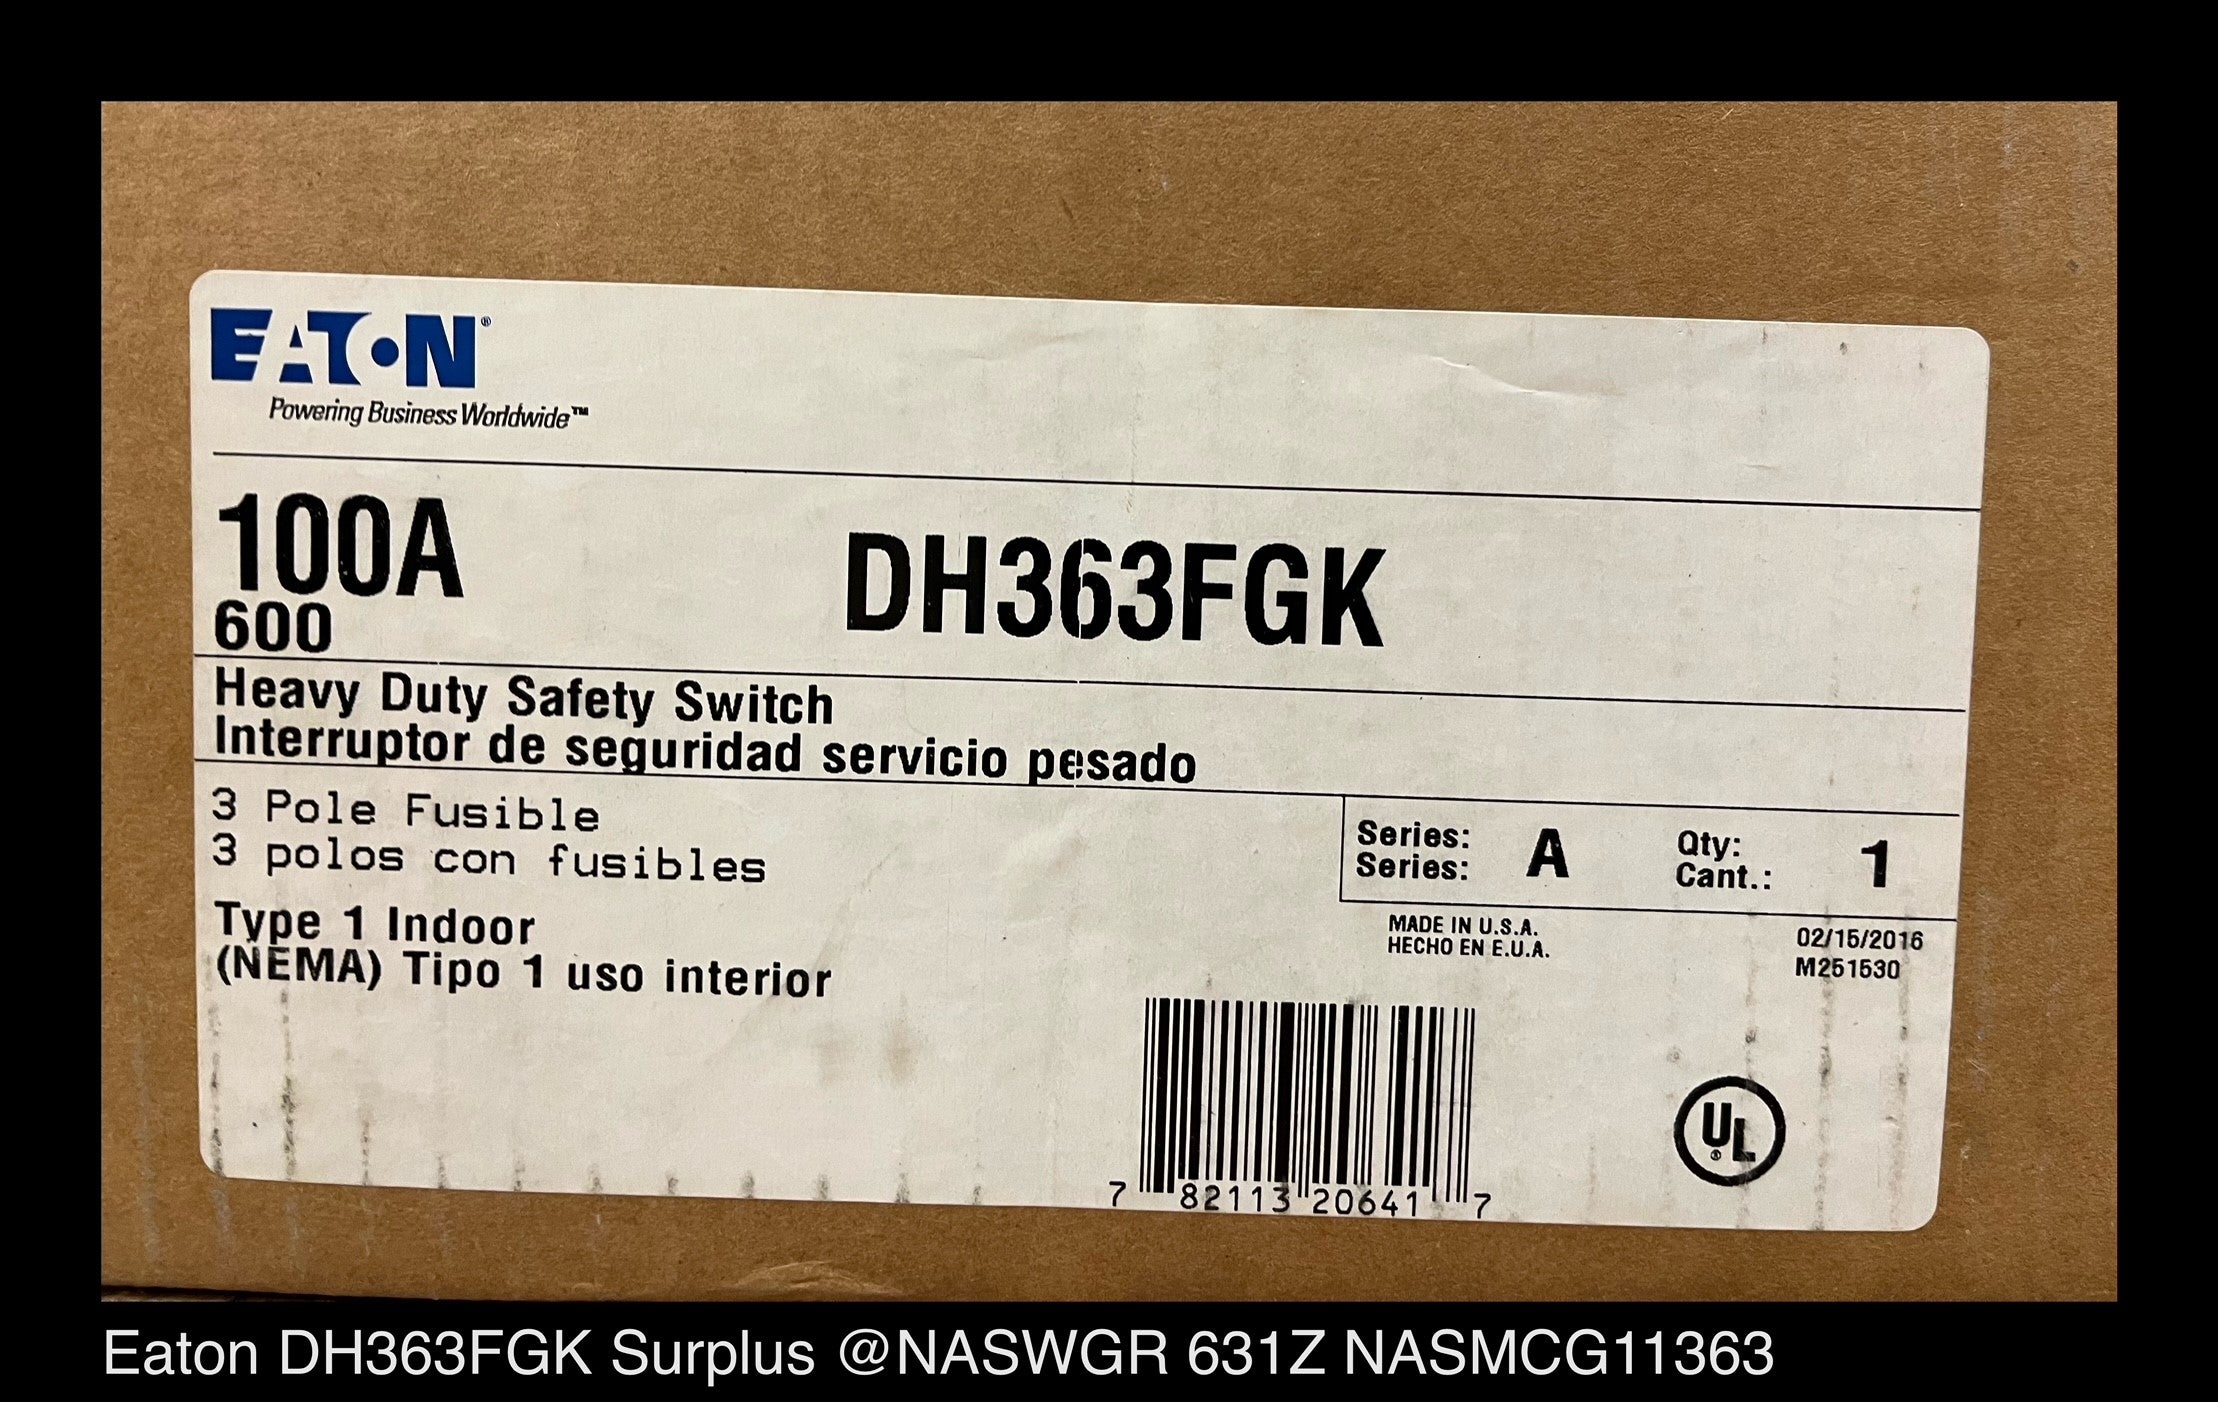 EATON®
Powering Business Worldwide™
100A
600
DH363FGK
Heavy Duty Safety Switch
Interruptor de seguridad servicio pesado
3 Pole Fusible
3 polos con fusibles
Type 1 Indoor
(NEMA) Tipo 1 uso interior
Series: A Qty: 1
Series: Cant.:
MADE IN U.S.A.
HECHO EN E.U.A.
02/15/2016
M251530
7 82113 20641 7
UL®
Eaton DH363FGK Surplus @NASWGR 631Z NASMCG11363